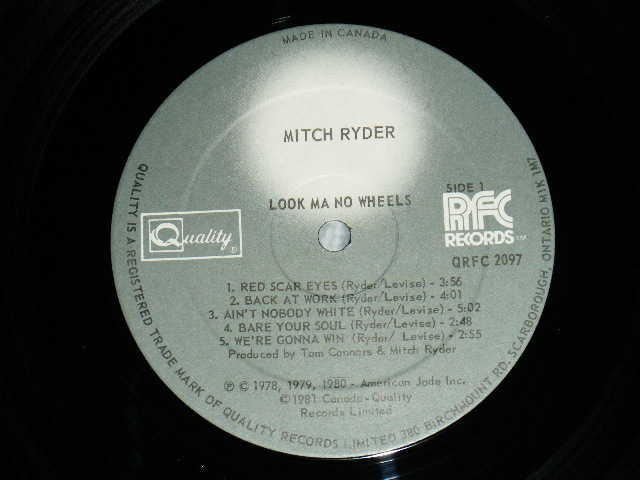 MADE IN CANADA
MITCH RYDER
LOOK MA NO WHEELS
SIDE 1
RFC
RECORDS TM
QRFC 2097
Quality ®
1. RED SCAR EYES (Ryder/Levise) - 3:56
2. BACK AT WORK (Ryder/Levise) - 4:01
3. AIN'T NOBODY WHITE (Ryder/Levise) - 5:02
4. BARE YOUR SOUL (Ryder/Levise) - 2:48
5. WE'RE GONNA WIN (Ryder/ Levise) - 2:55
Produced by Tom Connors & Mitch Ryder
℗ © 1978, 1979, 1980 - American Jade Inc.
©1981 Canada-Quality
Records Limited
QUALITY IS A REGISTERED TRADE MARK OF QUALITY RECORDS LIMITED 380 BIRCHMOUNT RD. SCARBOROUGH, ONTARIO M1K 1M7